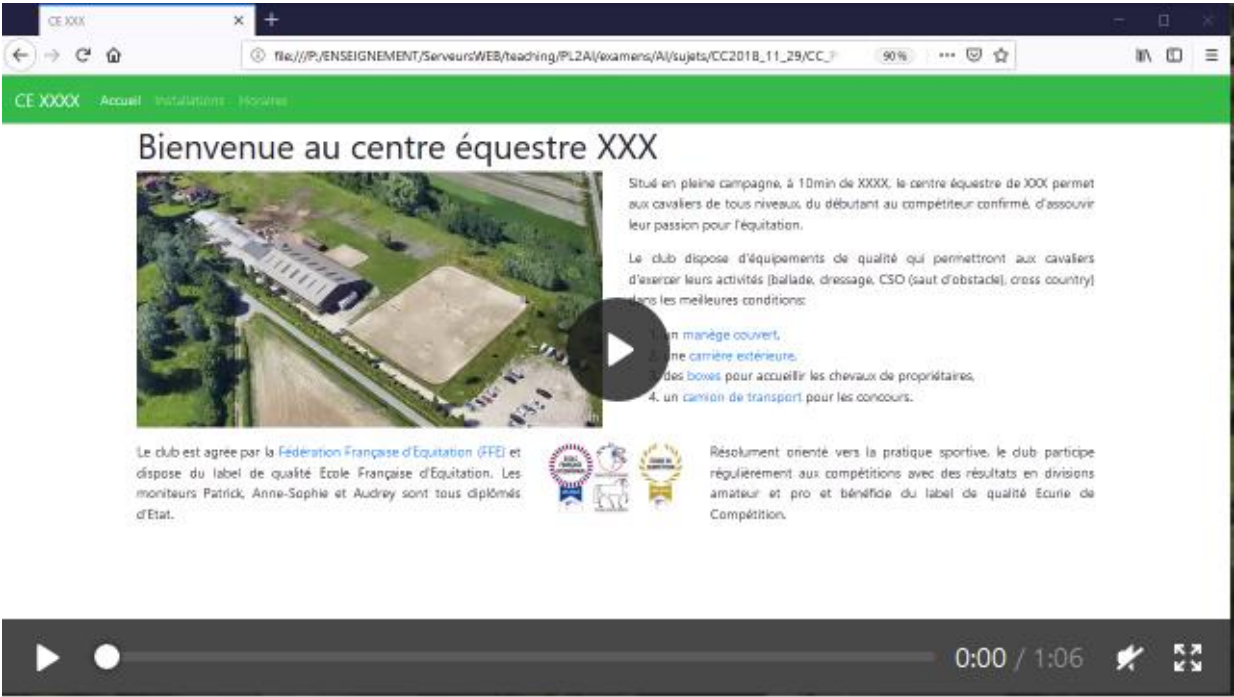 CE XXX
file:///P:/ENSEIGNEMENT/ServeursWEB/teaching/PL2AI/examens/AI/sujets/CC2018_11_29/CC_
90%
CE XXXX Accueil Installations Horaires
Bienvenue au centre équestre XXX
Situé en pleine campagne, à 10min de XXXX, le centre équestre de XXX permet
aux cavaliers de tous niveaux, du débutant au compétiteur confirmé, d'assouvir
leur passion pour l'équitation.
Le club dispose d'équipements de qualité qui permettront aux cavaliers
d'exercer leurs activités (ballade, dressage, CSO (saut d'obstacle), cross country)
dans les meilleures conditions:
1. un manège couvert,
une carrière extérieure,
des boxes pour accueillir les chevaux de propriétaires,
4. un camion de transport pour les concours.
Le club est agrée par la Fédération Française d'Equitation (FFE) et
dispose du label de qualité Ecole Française d'Equitation. Les
moniteurs Patrick, Anne-Sophie et Audrey sont tous diplômés
d'Etat.
Résolument orienté vers la pratique sportive, le club participe
régulièrement aux compétitions avec des résultats en divisions
amateur et pro et bénéficie du label de qualité Ecurie de
Compétition.
0:00 / 1:06